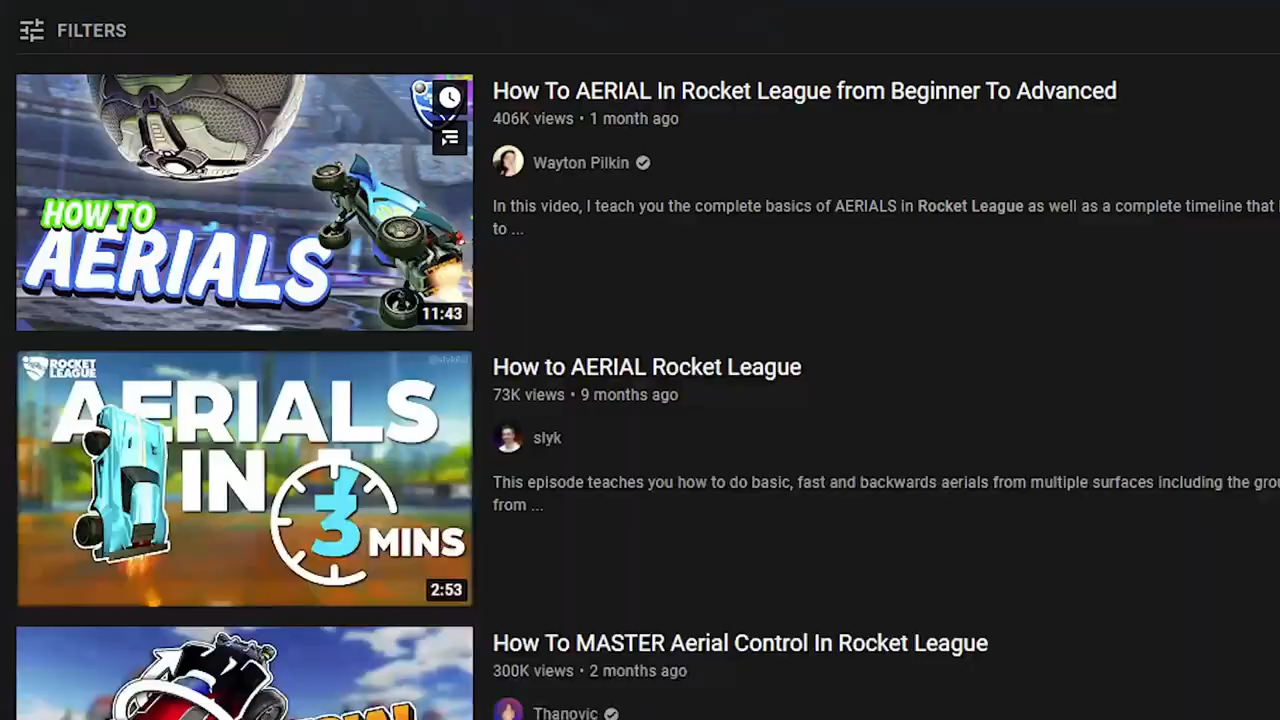 FILTERS
HOW TO
AERIALS
11:43
How To AERIAL In Rocket League from Beginner To Advanced
406K views • 1 month ago
Wayton Pilkin
In this video, I teach you the complete basics of AERIALS in Rocket League as well as a complete timeline that
to ...
ROCKET
LEAGUE
AERIALS
IN 3
MINS
2:53
How to AERIAL Rocket League
73K views • 9 months ago
slyk
This episode teaches you how to do basic, fast and backwards aerials from multiple surfaces including the
from ...
How To MASTER Aerial Control In Rocket League
300K views • 2 months ago
Thanovic